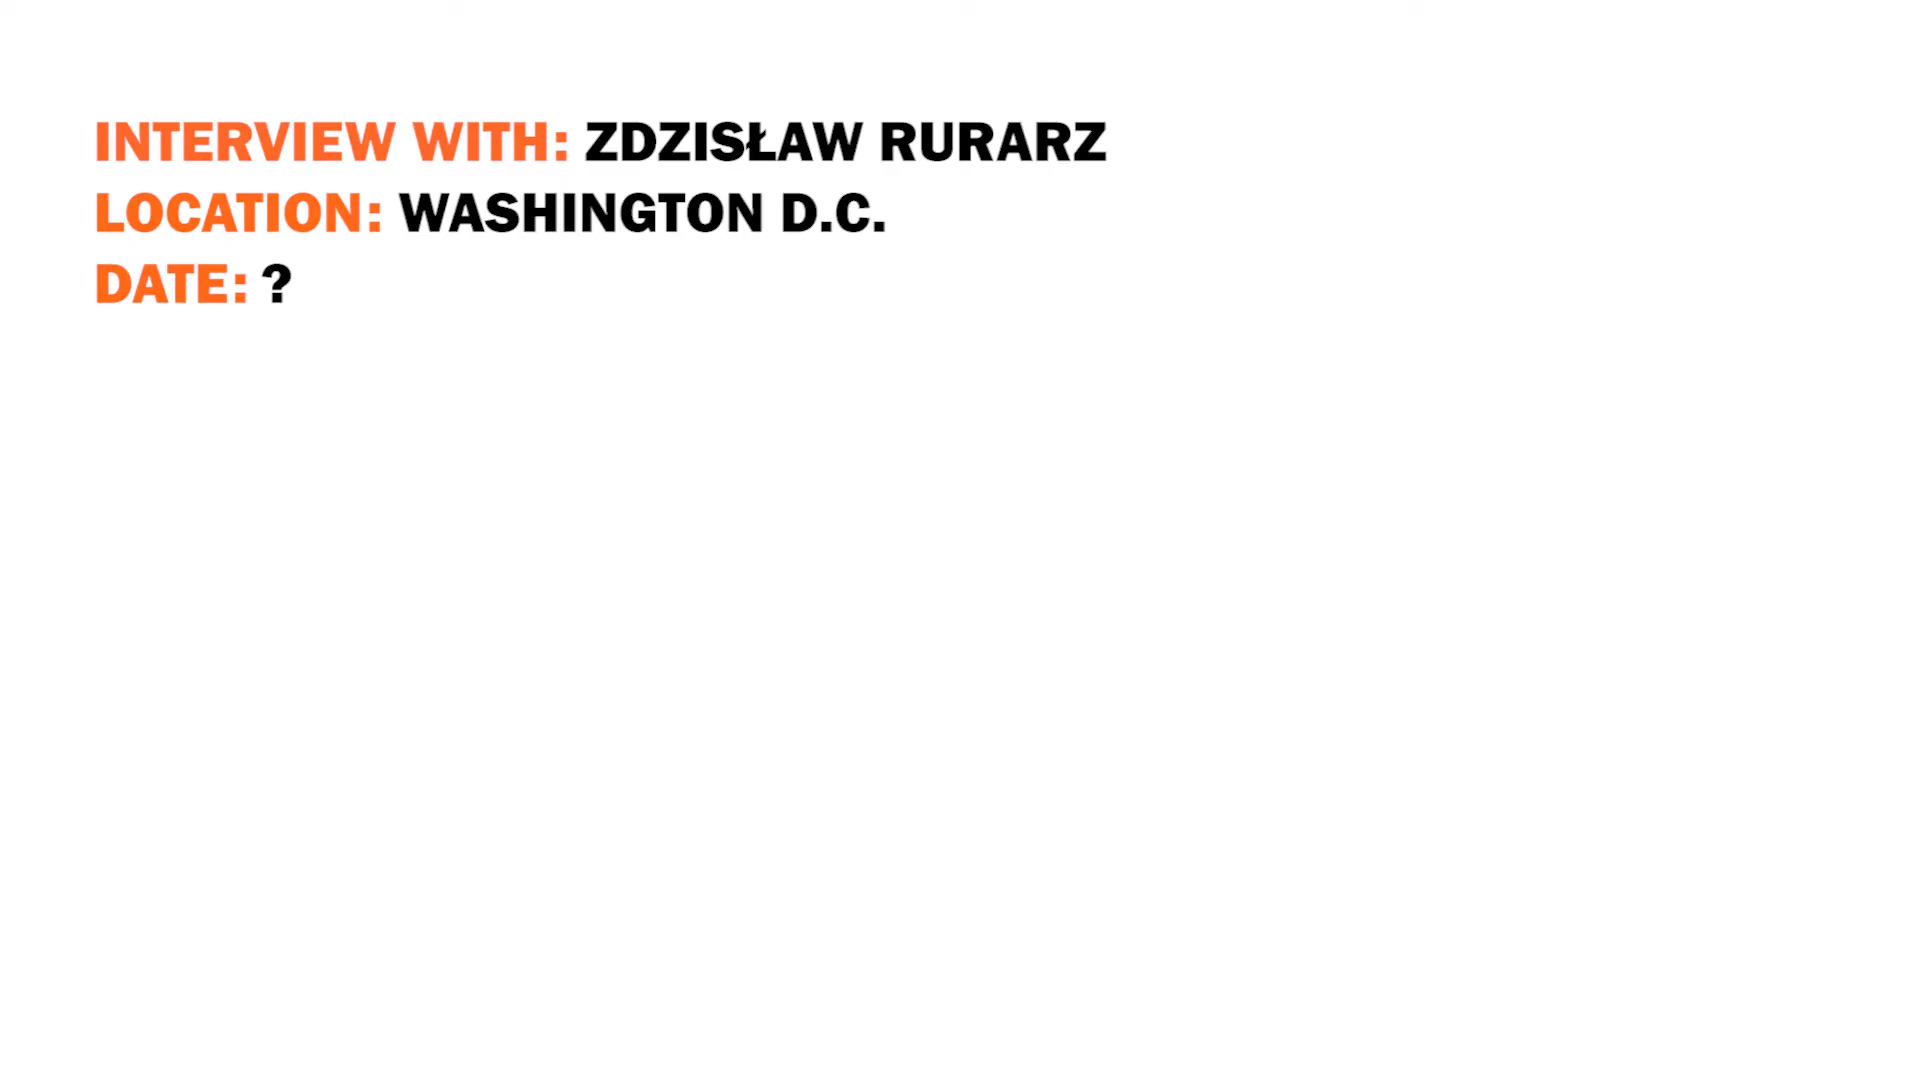 INTERVIEW WITH: ZDZISŁAW RURARZ
LOCATION: WASHINGTON D.C.
DATE: ?